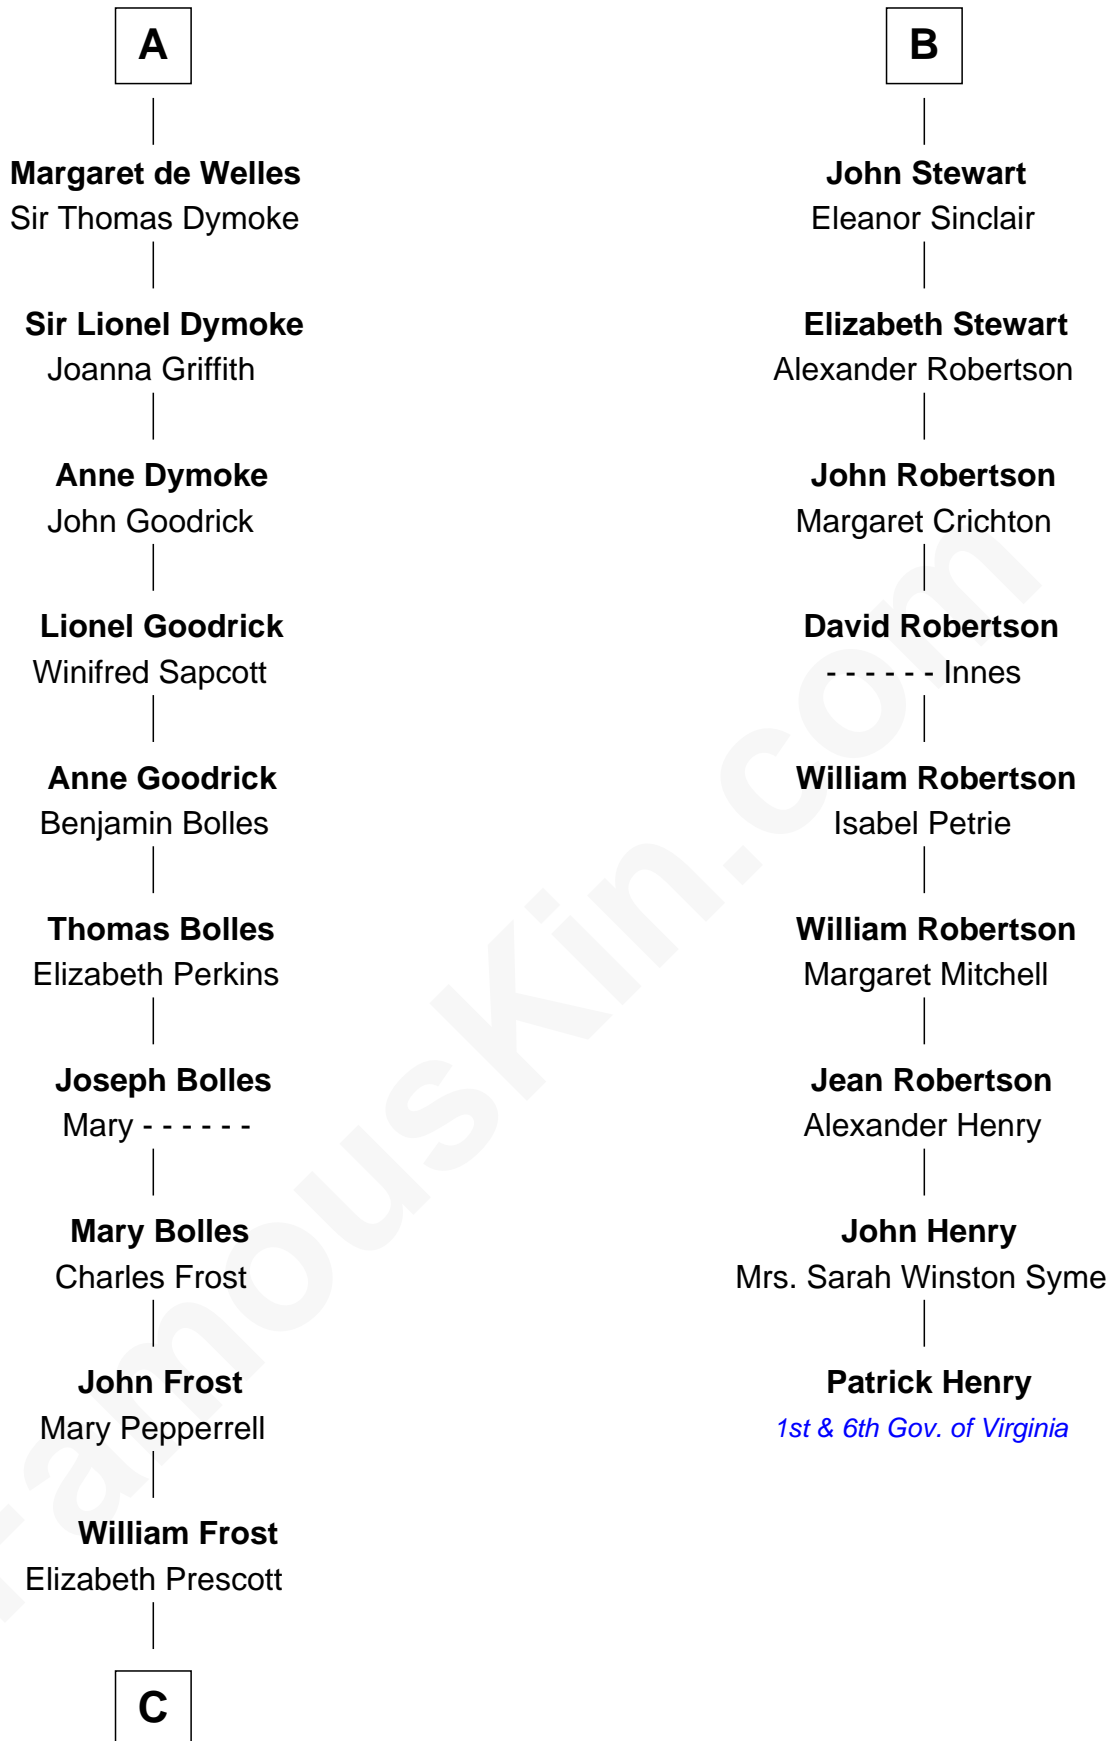 A
Margaret de Welles
Sir Thomas Dymoke
Sir Lionel Dymoke
Joanna Griffith
Anne Dymoke
John Goodrick
Lionel Goodrick
Winifred Sapcott
Anne Goodrick
Benjamin Bolles
Thomas Bolles
Elizabeth Perkins
Joseph Bolles
Mary - - - - - -
Mary Bolles
Charles Frost
John Frost
Mary Pepperrell
William Frost
Elizabeth Prescott
C
B
John Stewart
Eleanor Sinclair
Elizabeth Stewart
Alexander Robertson
John Robertson
Margaret Crichton
David Robertson
- - - - - - Innes
William Robertson
Isabel Petrie
William Robertson
Margaret Mitchell
Jean Robertson
Alexander Henry
John Henry
Mrs. Sarah Winston Syme
Patrick Henry
1st & 6th Gov. of Virginia
FamousKin.com